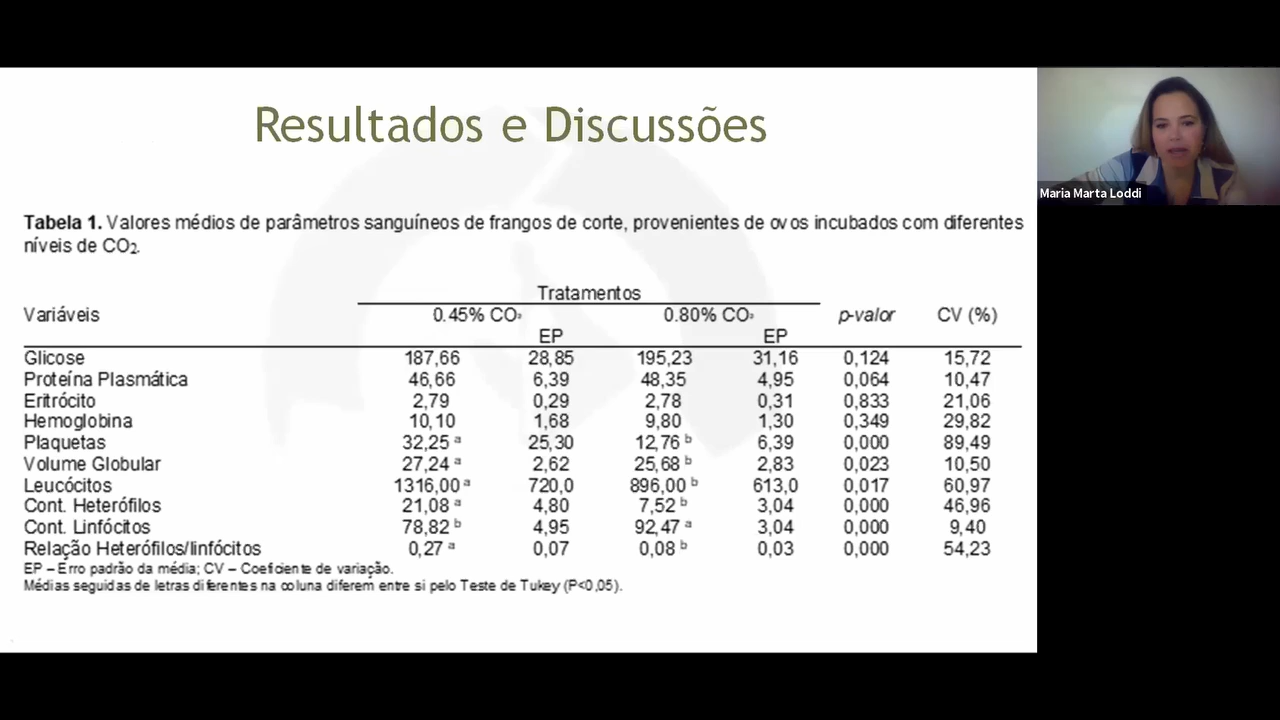 Resultados e Discussões
Maria Marta Loddi
Tabela 1. Valores médios de parâmetros sanguíneos de frangos de corte, provenientes de ovos incubados com diferentes
níveis de CO₂.
Tratamentos
Variáveis 0.45% CO₂ 0.80% CO₂ p-valor CV (%)
EP EP
Glicose 187,66 28,85 195,23 31,16 0,124 15,72
Proteína Plasmática 46,66 6,39 48,35 4,95 0,064 10,47
Eritrócito 2,79 0,29 2,78 0,31 0,833 21,06
Hemoglobina 10,10 1,68 9,80 1,30 0,349 29,82
Plaquetas 32,25 ᵃ 25,30 12,76 ᵇ 6,39 0,000 89,49
Volume Globular 27,24 ᵃ 2,62 25,68 ᵇ 2,83 0,023 10,50
Leucócitos 1316,00 ᵃ 720,0 896,00 ᵇ 613,0 0,017 60,97
Cont. Heterófilos 21,08 ᵃ 4,80 7,52 ᵇ 3,04 0,000 46,96
Cont. Linfócitos 78,82 ᵇ 4,95 92,47 ᵃ 3,04 0,000 9,40
Relação Heterófilos/linfócitos 0,27 ᵃ 0,07 0,08 ᵇ 0,03 0,000 54,23
EP – Erro padrão da média; CV – Coeficiente de variação.
Médias seguidas de letras diferentes na coluna diferem entre si pelo Teste de Tukey (P<0,05).